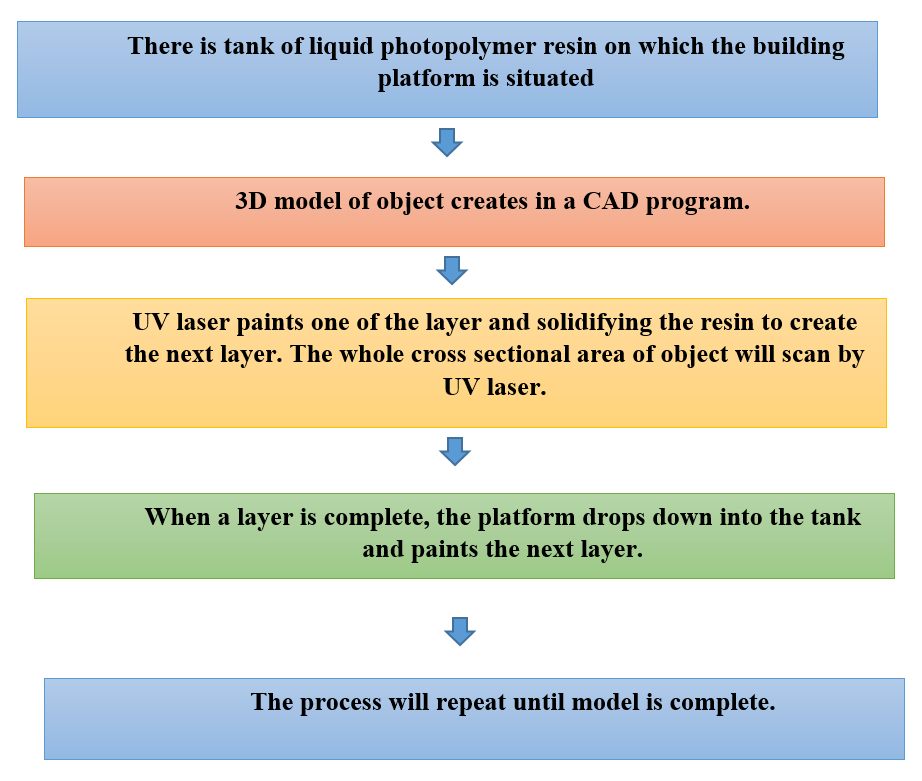 There is tank of liquid photopolymer resin on which the building
platform is situated
3D model of object creates in a CAD program.
UV laser paints one of the layer and solidifying the resin to create
the next layer. The whole cross sectional area of object will scan by
UV laser.
When a layer is complete, the platform drops down into the tank
and paints the next layer.
The process will repeat until model is complete.